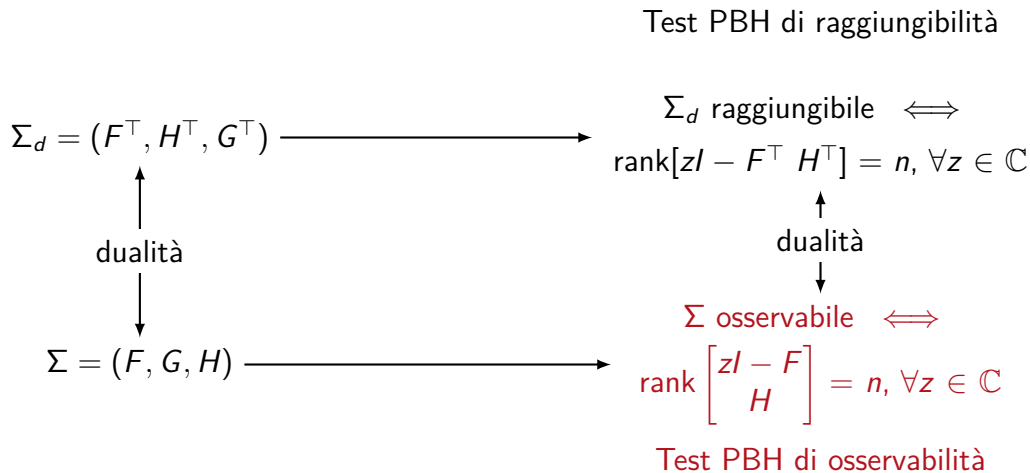 Test PBH di raggiungibilità
Σ_d raggiungibile ⟺
Σ_d = (F^⊤, H^⊤, G^⊤)
rank[zI − F^⊤ H^⊤] = n, ∀z ∈ ℂ
dualità
dualità
Σ osservabile ⟺
Σ = (F, G, H)
rank [zI − F; H] = n, ∀z ∈ ℂ
Test PBH di osservabilità